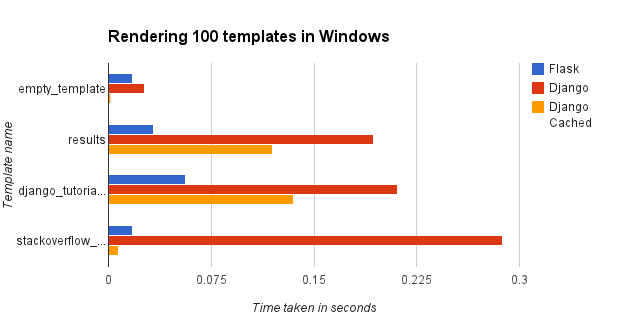 Rendering 100 templates in Windows
Flask
Django
Django
Cached
empty_template
results
django_tutoria...
stackoverflow_...
Template name
0 0.075 0.15 0.225 0.3
Time taken in seconds